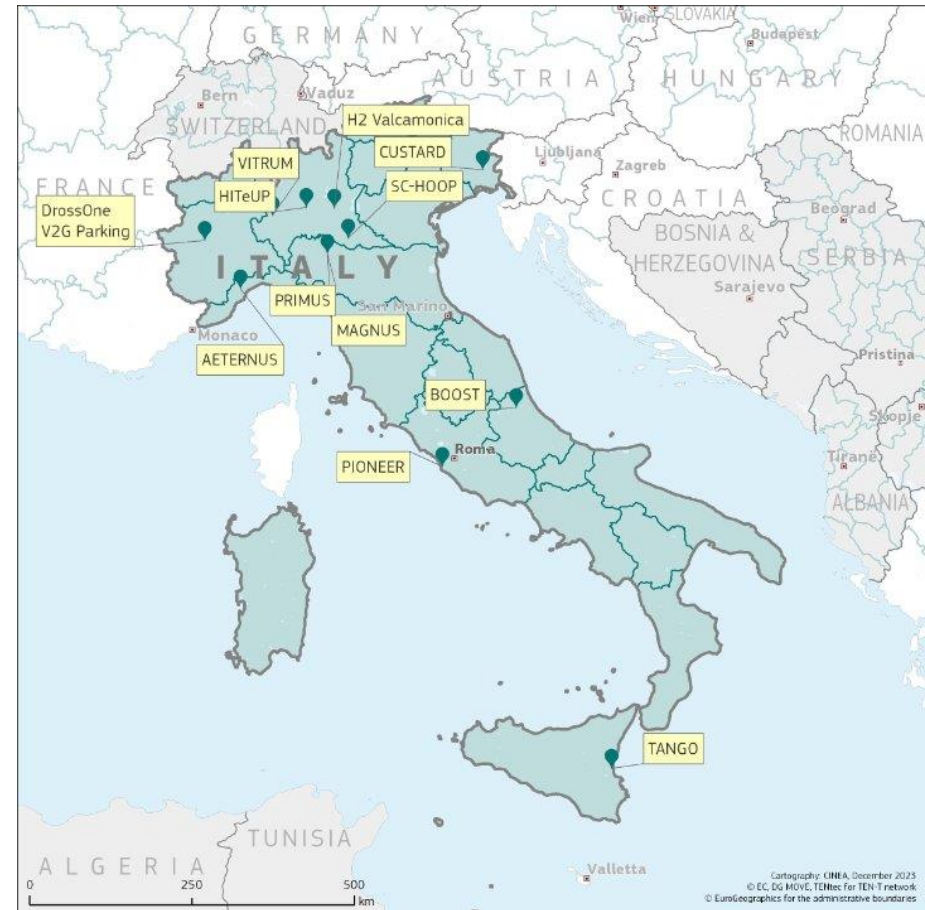 GERMANY
SLOVAKIA
Wien
Budapest
AUSTRIA
HUNGARY
Bern
Vaduz
SWITZERLAND
H2 Valcamonica
VITRUM
CUSTARD
HITeUP
SC-HOOP
Ljubljana
Zagreb
ROMANIA
FRANCE
CROATIA
DrossOne
V2G Parking
Beograd
BOSNIA &
HERZEGOVINA
SERBIA
Sarajevo
ITALY
PRIMUS
San Marino
MAGNUS
Monaco
AETERNUS
Pristina
BOOST
Skopje
Roma
PIONEER
Tiranë
ALBANIA
TANGO
TUNISIA
ALGERIA
Valletta
0
250
500
km
Cartography: CINEA, December 2023
© EC, DG MOVE, TENtec for TEN-T network
© EuroGeographics for the administrative boundaries